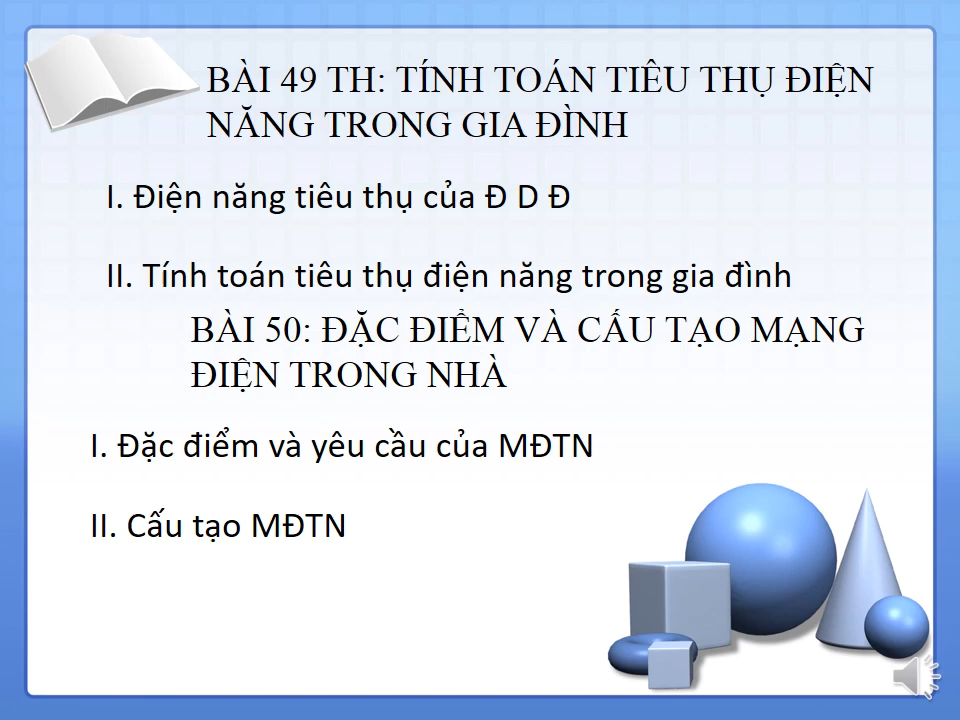 BÀI 49 TH: TÍNH TOÁN TIÊU THỤ ĐIỆN
NĂNG TRONG GIA ĐÌNH
I. Điện năng tiêu thụ của Đ D Đ
II. Tính toán tiêu thụ điện năng trong gia đình
BÀI 50: ĐẶC ĐIỂM VÀ CẤU TẠO MẠNG
ĐIỆN TRONG NHÀ
I. Đặc điểm và yêu cầu của MĐTN
II. Cấu tạo MĐTN